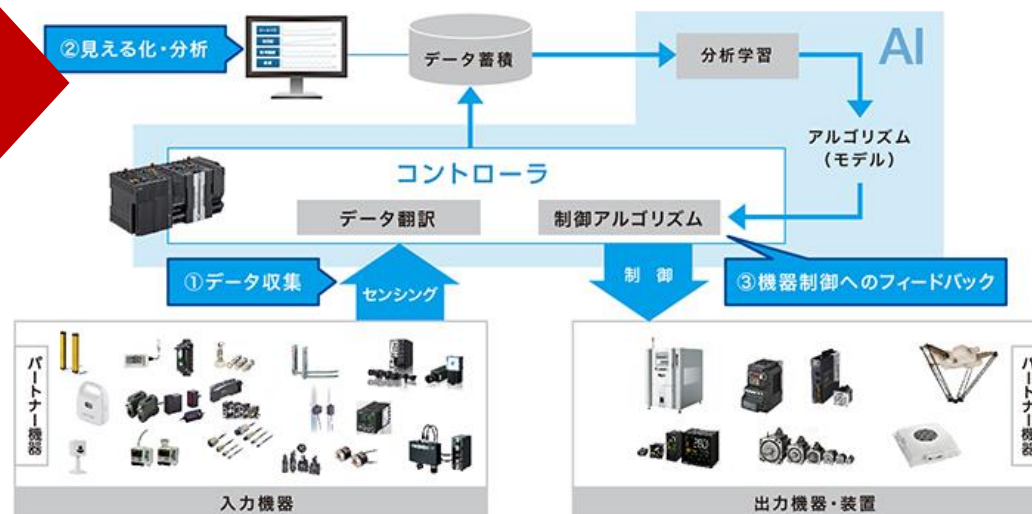 ②見える化・分析
データ蓄積
分析学習
AI
アルゴリズム
(モデル)
コントローラ
データ翻訳
制御アルゴリズム
①データ収集
センシング
制 御
③機器制御へのフィードバック
パートナー機器
パートナー機器
入力機器
出力機器・装置